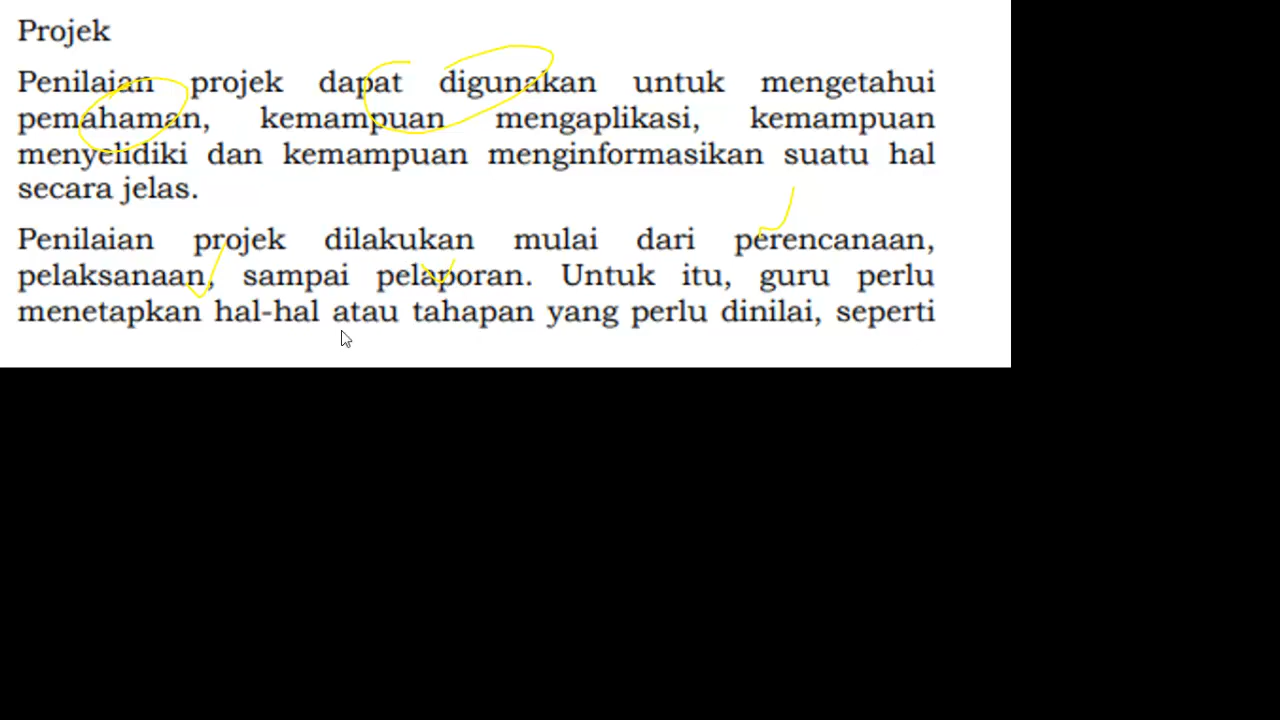 Projek
Penilaian projek dapat digunakan untuk mengetahui
pemahaman, kemampuan mengaplikasi, kemampuan
menyelidiki dan kemampuan menginformasikan suatu hal
secara jelas.
Penilaian projek dilakukan mulai dari perencanaan,
pelaksanaan, sampai pelaporan. Untuk itu, guru perlu
menetapkan hal-hal atau tahapan yang perlu dinilai, seperti